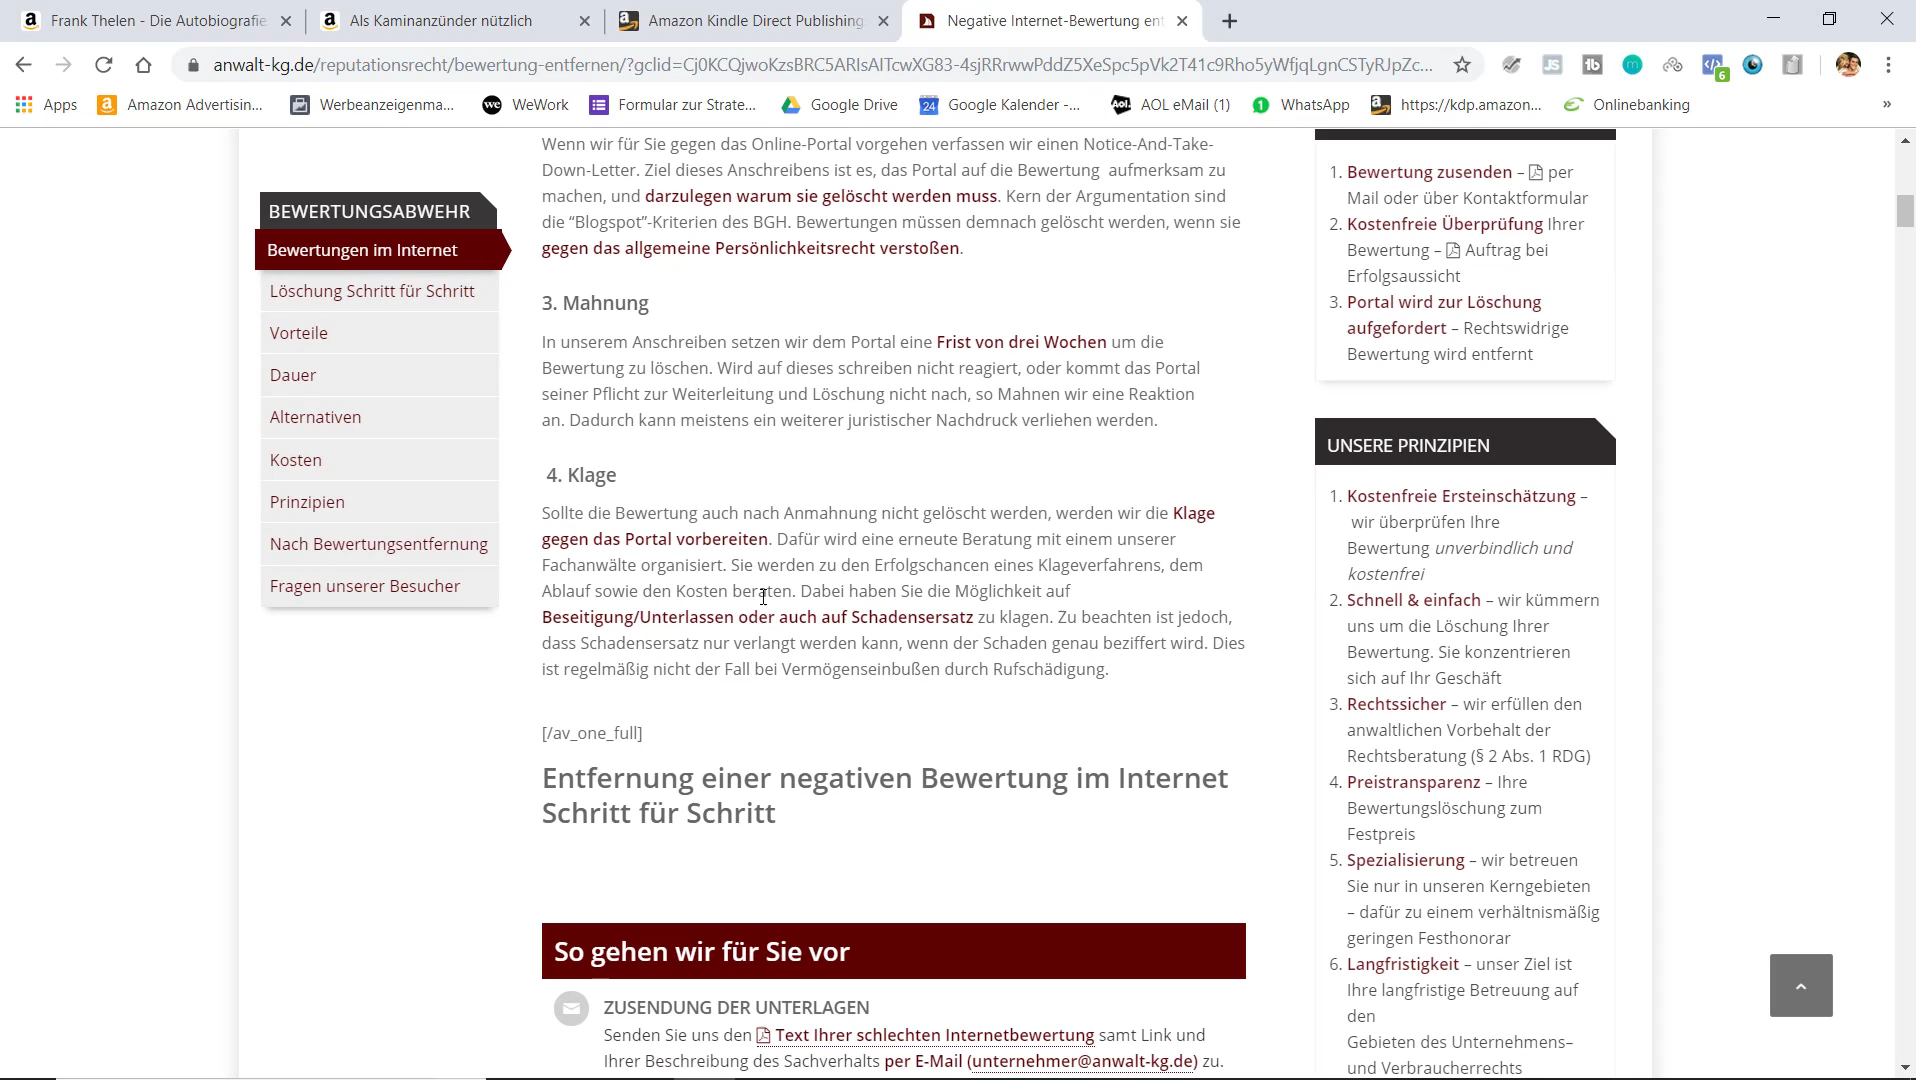 Frank Thelen - Die Autobiografie
Als Kaminanzünder nützlich
Amazon Kindle Direct Publishing
Negative Internet-Bewertung ent
anwalt-kg.de/reputationsrecht/bewertung-entfernen/?gclid=Cj0KCQjwoKzsBRC5ARIsAITcwXG83-4sjRRrwwPddZ5XeSpc5pVk2T41c9Rho5yWfjqLgnCSTyRJpZc...
6
Apps
Amazon Advertisin...
Werbeanzeigenma...
WeWork
Formular zur Strate...
Google Drive
24 Google Kalender -...
Aol. AOL eMail (1)
1 WhatsApp
https://kdp.amazon...
Onlinebanking
»
BEWERTUNGSABWEHR
Bewertungen im Internet
Löschung Schritt für Schritt
Vorteile
Dauer
Alternativen
Kosten
Prinzipien
Nach Bewertungsentfernung
Fragen unserer Besucher
Wenn wir für Sie gegen das Online-Portal vorgehen verfassen wir einen Notice-And-Take-
Down-Letter. Ziel dieses Anschreibens ist es, das Portal auf die Bewertung aufmerksam zu
machen, und darzulegen warum sie gelöscht werden muss. Kern der Argumentation sind
die “Blogspot”-Kriterien des BGH. Bewertungen müssen demnach gelöscht werden, wenn sie
gegen das allgemeine Persönlichkeitsrecht verstoßen.
3. Mahnung
In unserem Anschreiben setzen wir dem Portal eine Frist von drei Wochen um die
Bewertung zu löschen. Wird auf dieses schreiben nicht reagiert, oder kommt das Portal
seiner Pflicht zur Weiterleitung und Löschung nicht nach, so Mahnen wir eine Reaktion
an. Dadurch kann meistens ein weiterer juristischer Nachdruck verliehen werden.
4. Klage
Sollte die Bewertung auch nach Anmahnung nicht gelöscht werden, werden wir die Klage
gegen das Portal vorbereiten. Dafür wird eine erneute Beratung mit einem unserer
Fachanwälte organisiert. Sie werden zu den Erfolgschancen eines Klageverfahrens, dem
Ablauf sowie den Kosten beraten. Dabei haben Sie die Möglichkeit auf
Beseitigung/Unterlassen oder auch auf Schadensersatz zu klagen. Zu beachten ist jedoch,
dass Schadensersatz nur verlangt werden kann, wenn der Schaden genau beziffert wird. Dies
ist regelmäßig nicht der Fall bei Vermögenseinbußen durch Rufschädigung.
[/av_one_full]
Entfernung einer negativen Bewertung im Internet
Schritt für Schritt
So gehen wir für Sie vor
ZUSENDUNG DER UNTERLAGEN
Senden Sie uns den Text Ihrer schlechten Internetbewertung samt Link und
Ihrer Beschreibung des Sachverhalts per E-Mail (unternehmer@anwalt-kg.de) zu.
1. Bewertung zusenden – per
Mail oder über Kontaktformular
2. Kostenfreie Überprüfung Ihrer
Bewertung – Auftrag bei
Erfolgsaussicht
3. Portal wird zur Löschung
aufgefordert – Rechtswidrige
Bewertung wird entfernt
UNSERE PRINZIPIEN
1. Kostenfreie Ersteinschätzung –
wir überprüfen Ihre
Bewertung unverbindlich und
kostenfrei
2. Schnell & einfach – wir kümmern
uns um die Löschung Ihrer
Bewertung. Sie konzentrieren
sich auf Ihr Geschäft
3. Rechtssicher – wir erfüllen den
anwaltlichen Vorbehalt der
Rechtsberatung (§ 2 Abs. 1 RDG)
4. Preistransparenz – Ihre
Bewertungslöschung zum
Festpreis
5. Spezialisierung – wir betreuen
Sie nur in unseren Kerngebieten
– dafür zu einem verhältnismäßig
geringen Festhonorar
6. Langfristigkeit – unser Ziel ist
Ihre langfristige Betreuung auf
den
Gebieten des Unternehmens–
und Verbraucherrechts